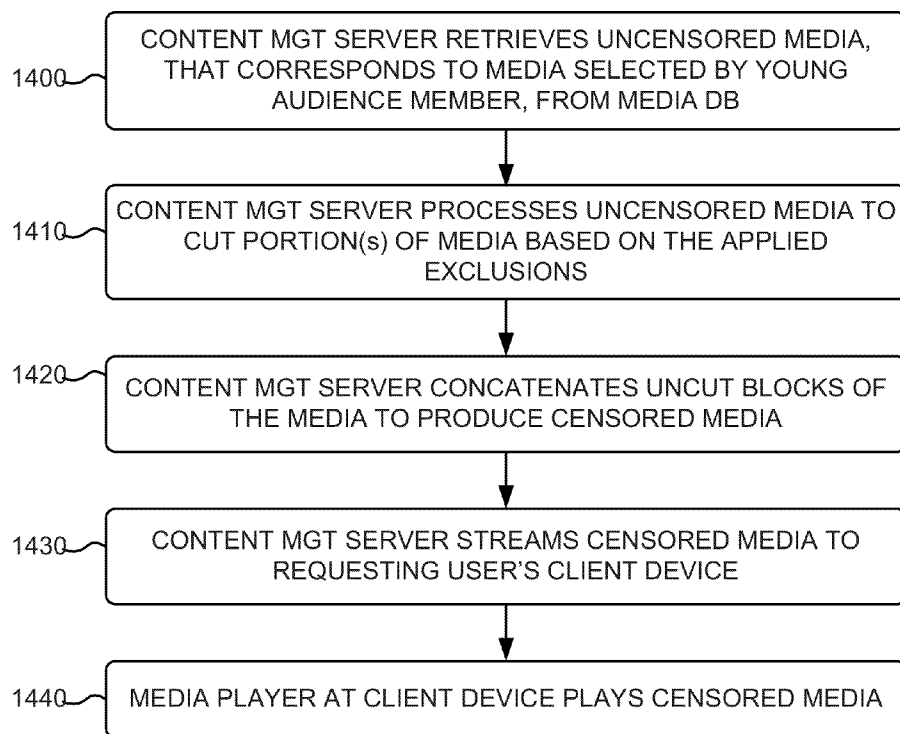 CONTENT MGT SERVER RETRIEVES UNCENSORED MEDIA,
1400 THAT CORRESPONDS TO MEDIA SELECTED BY YOUNG
AUDIENCE MEMBER, FROM MEDIA DB
CONTENT MGT SERVER PROCESSES UNCENSORED MEDIA TO
1410 CUT PORTION(s) OF MEDIA BASED ON THE APPLIED
EXCLUSIONS
1420 CONTENT MGT SERVER CONCATENATES UNCUT BLOCKS OF
THE MEDIA TO PRODUCE CENSORED MEDIA
1430 CONTENT MGT SERVER STREAMS CENSORED MEDIA TO
REQUESTING USER'S CLIENT DEVICE
1440 MEDIA PLAYER AT CLIENT DEVICE PLAYS CENSORED MEDIA